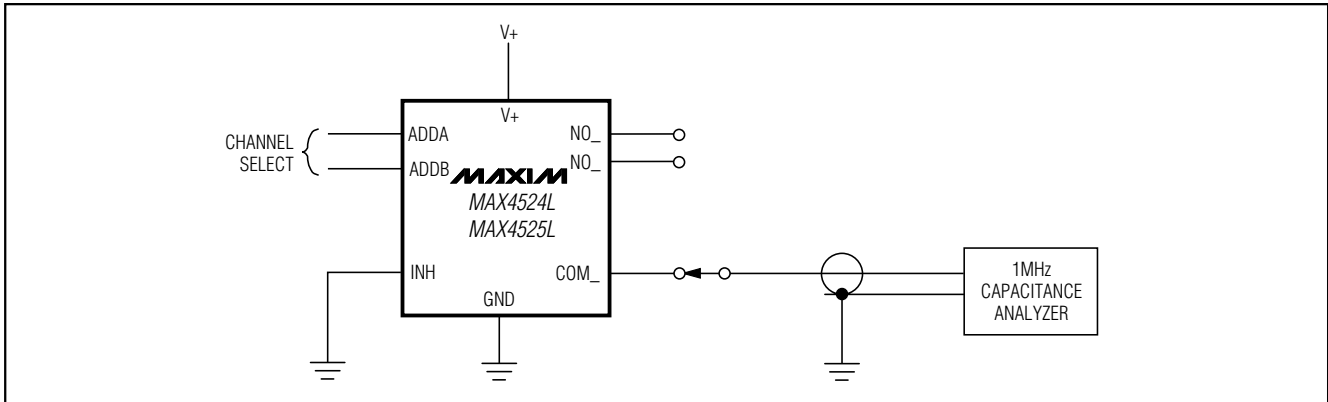 V+
V+
ADDA
NO_
CHANNEL
SELECT
ADDB
NO_
MAXIM
MAX4524L
MAX4525L
INH
COM_
GND
1MHz
CAPACITANCE
ANALYZER